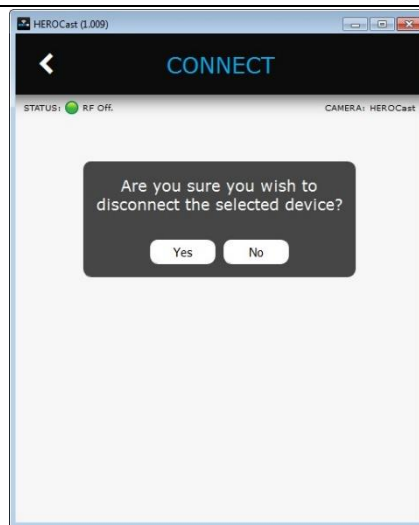 HEROCast (1.009)
CONNECT
STATUS: RF Off. CAMERA: HEROCast
Are you sure you wish to
disconnect the selected device?
Yes No